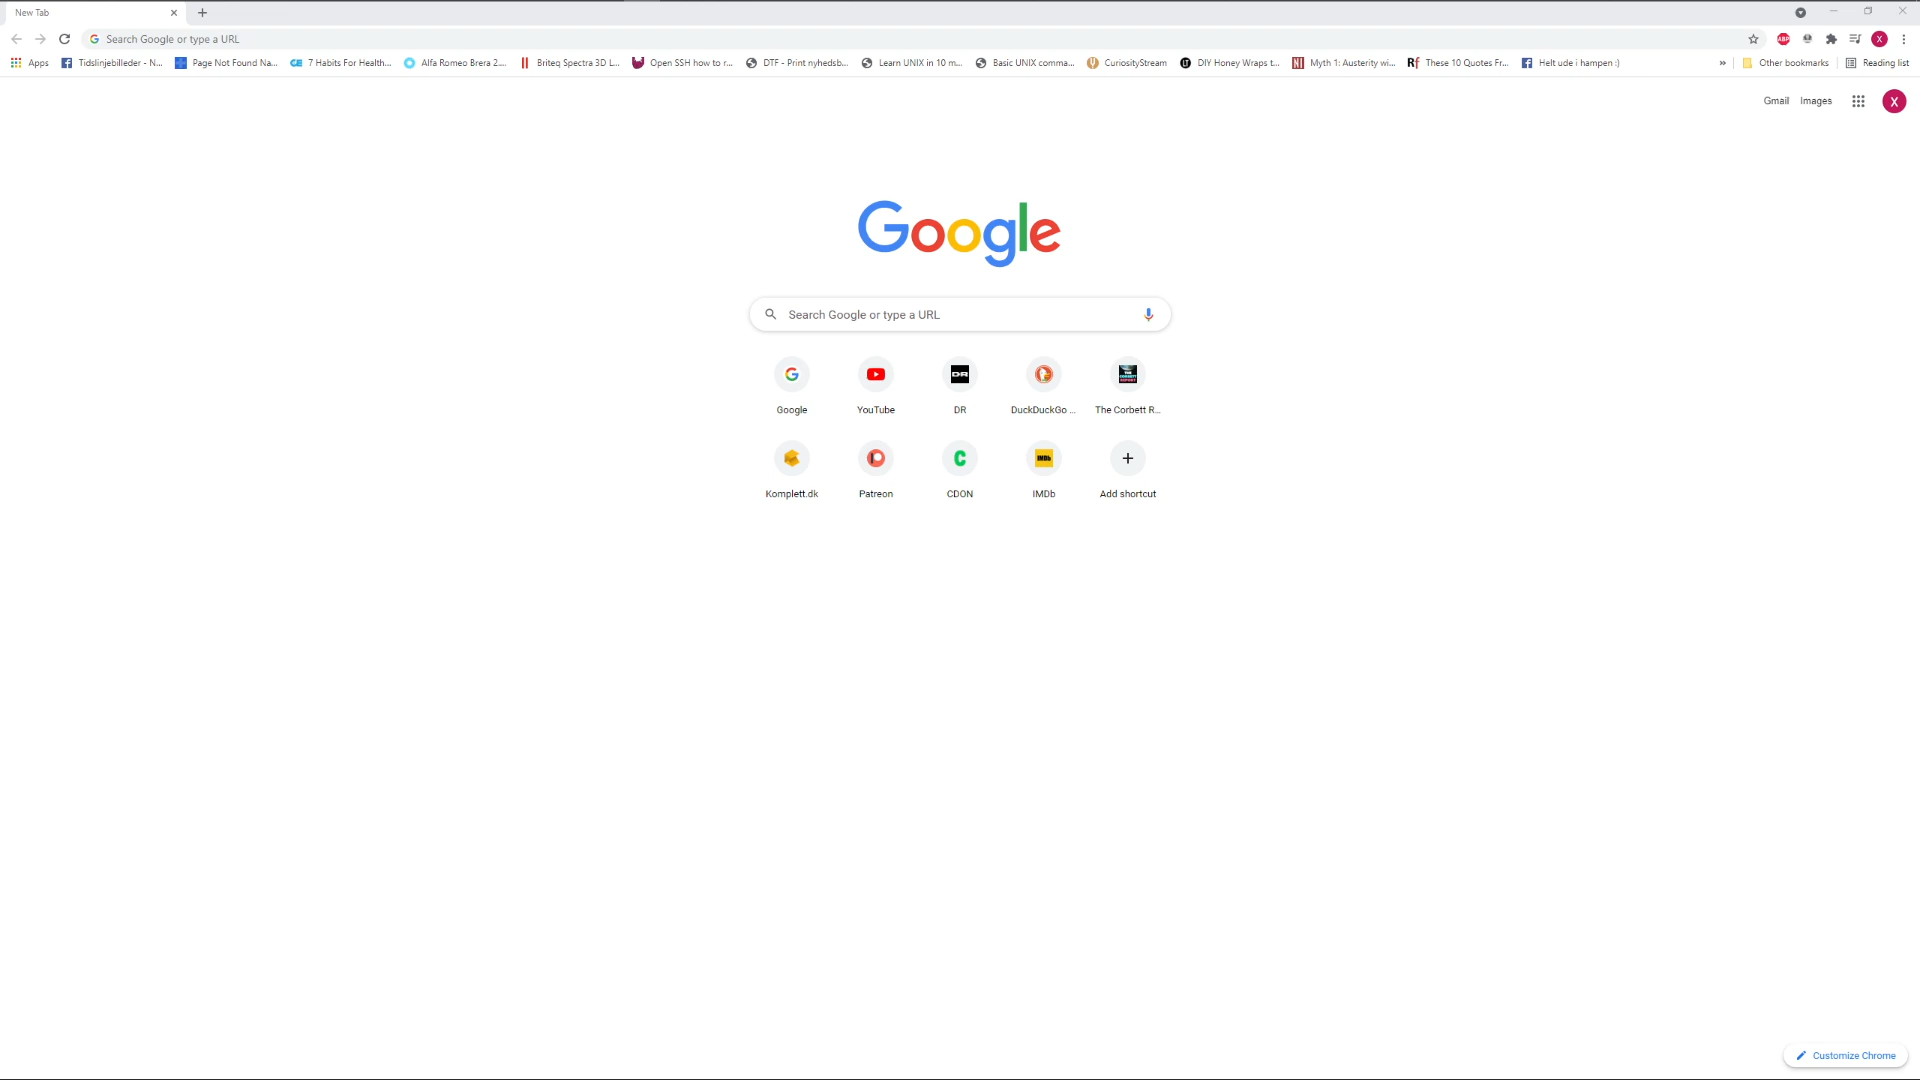 New Tab
Search Google or type a URL
ABP
X
Apps Tidslinjebilleder - N... Page Not Found Na... 7 Habits For Health... Alfa Romeo Brera 2.... Briteq Spectra 3D L... Open SSH how to r... DTF - Print nyhedsb... Learn UNIX in 10 m... Basic UNIX comma... CuriosityStream DIY Honey Wraps t... Myth 1: Austerity wi... Rf These 10 Quotes Fr... Helt ude i hampen :) » Other bookmarks Reading list
Gmail Images X
Google
Search Google or type a URL
DR
Google YouTube DR DuckDuckGo ... The Corbett R...
IMDb
Komplett.dk Patreon CDON IMDb Add shortcut
Customize Chrome